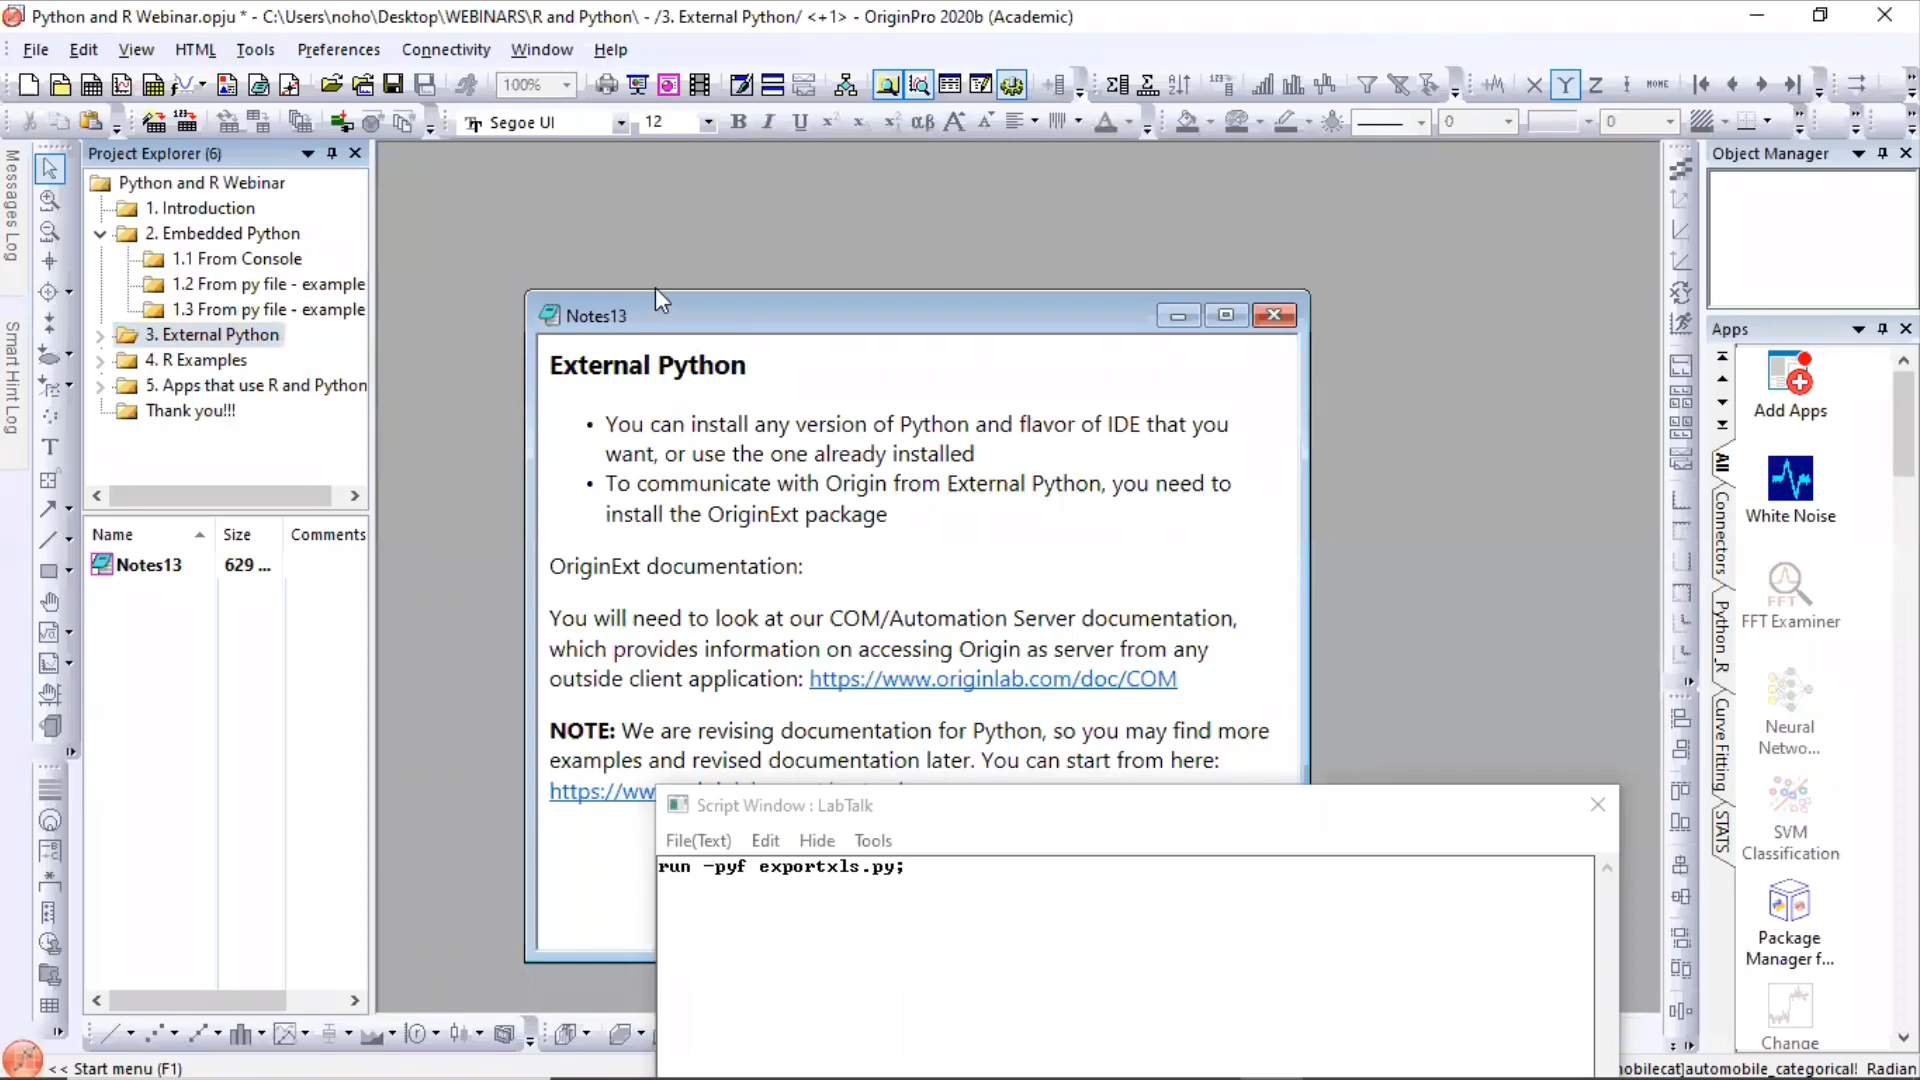 Python and R Webinar.opju * - C:\Users\noho\Desktop\WEBINARS\R and Python\ - /3. External Python/ <+1> - OriginPro 2020b (Academic)
File Edit View HTML Tools Preferences Connectivity Window Help
100%
Segoe UI 12 0 0
Messages Log
Smart Hint Log
Project Explorer (6)
Python and R Webinar
1. Introduction
2. Embedded Python
1.1 From Console
1.2 From py file - example
1.3 From py file - example
3. External Python
4. R Examples
5. Apps that use R and Python
Thank you!!!
Name Size Comments
Notes13 629 ...
Notes13
External Python
• You can install any version of Python and flavor of IDE that you
want, or use the one already installed
• To communicate with Origin from External Python, you need to
install the OriginExt package
OriginExt documentation:
You will need to look at our COM/Automation Server documentation,
which provides information on accessing Origin as server from any
outside client application: https://www.originlab.com/doc/COM
NOTE: We are revising documentation for Python, so you may find more
examples and revised documentation later. You can start from here:
https://ww
Script Window : LabTalk
File(Text) Edit Hide Tools
run -pyf exportxls.py;
Object Manager
Apps
All
Connectors
Python_R
Curve Fitting
STATS
Add Apps
White Noise
FFT
FFT Examiner
Neural
Netwo...
SVM
Classification
Package
Manager f...
Change
<< Start menu (F1)
mobilecat]automobile_categorical! Radian